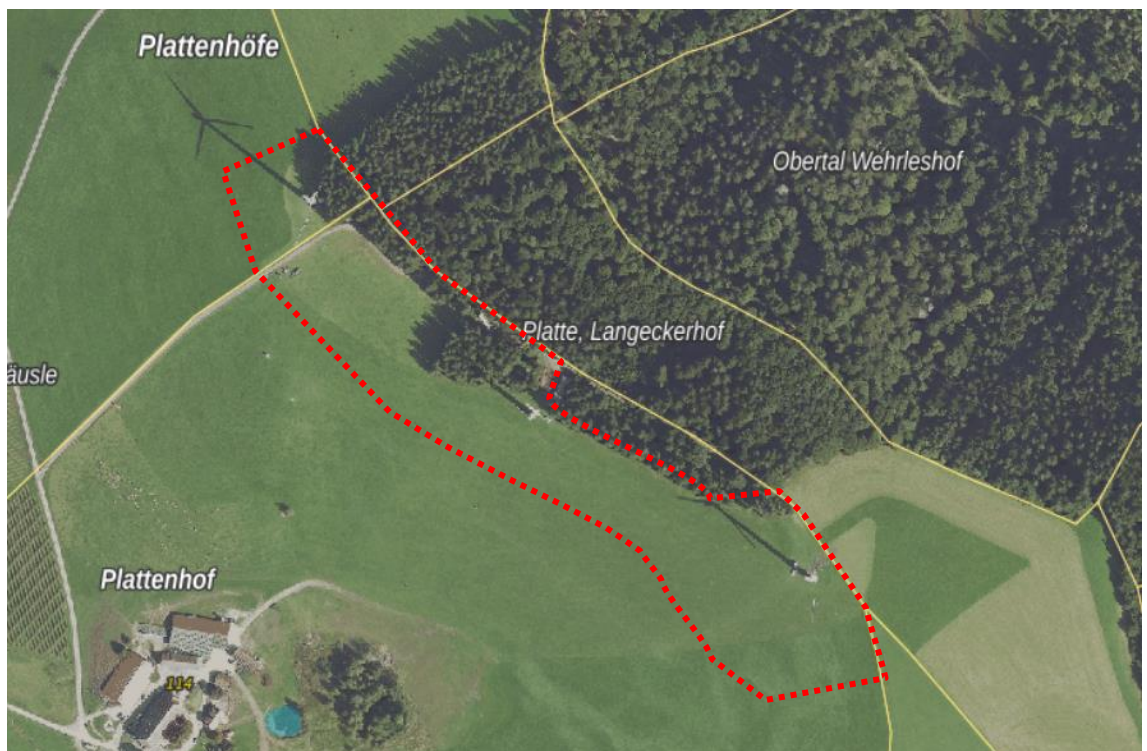 Plattenhöfe
Obertal Wehrleshof
Platte, Langeckerhof
äusle
Plattenhof
114